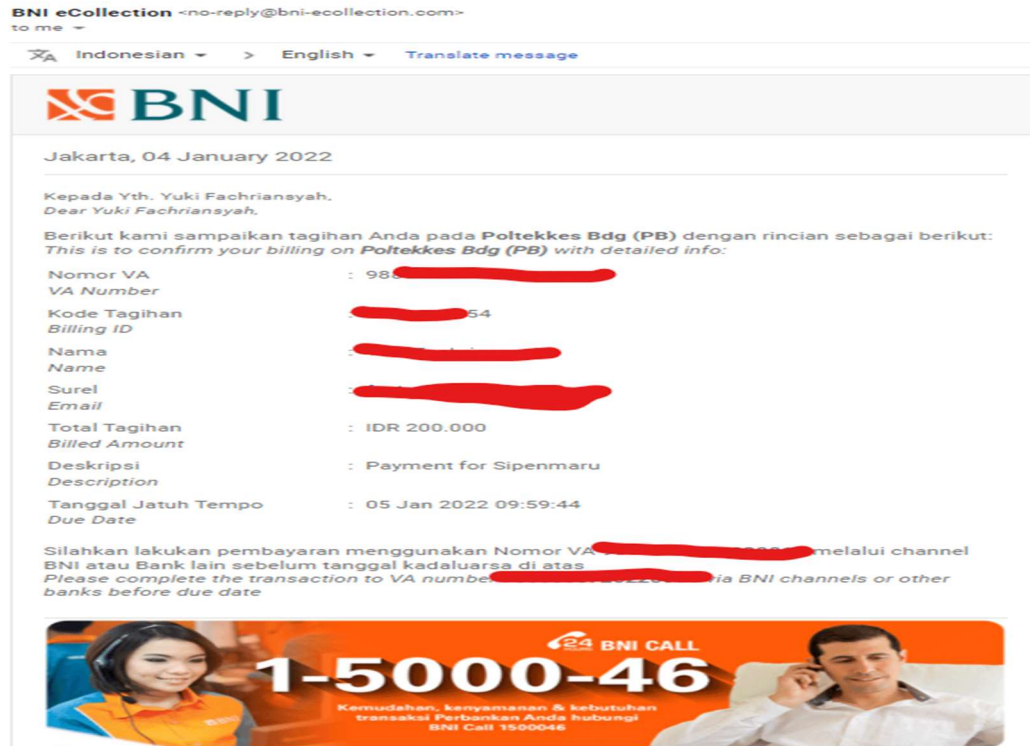 BNI eCollection <no-reply@bni-ecollection.com>
to me
Indonesian > English Translate message
BNI
Jakarta, 04 January 2022
Kepada Yth. Yuki Fachriansyah,
Dear Yuki Fachriansyah,
Berikut kami sampaikan tagihan Anda pada Poltekkes Bdg (PB) dengan rincian sebagai berikut:
This is to confirm your billing on Poltekkes Bdg (PB) with detailed info:
Nomor VA : 98
VA Number
Kode Tagihan : 54
Billing ID
Nama :
Name
Surel :
Email
Total Tagihan : IDR 200.000
Billed Amount
Deskripsi : Payment for Sipenmaru
Description
Tanggal Jatuh Tempo : 05 Jan 2022 09:59:44
Due Date
Silahkan lakukan pembayaran menggunakan Nomor VA melalui channel
BNI atau Bank lain sebelum tanggal kadaluarsa di atas
Please complete the transaction to VA number via BNI channels or other
banks before due date
24 BNI CALL
1-5000-46
Kemudahan, kenyamanan & kebutuhan
transaksi Perbankan Anda hubungi
BNI Call 1500046